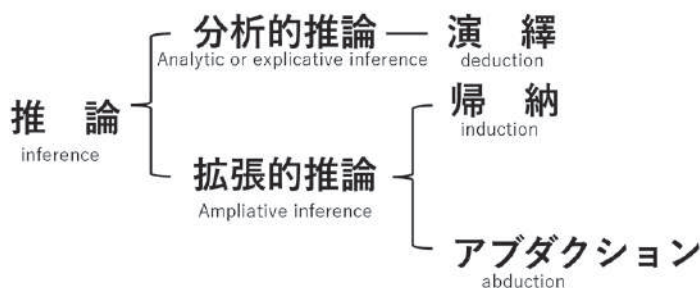 推 論
inference
分析的推論
Analytic or explicative inference
演 繹
deduction
拡張的推論
Ampliative inference
帰 納
induction
アブダクション
abduction